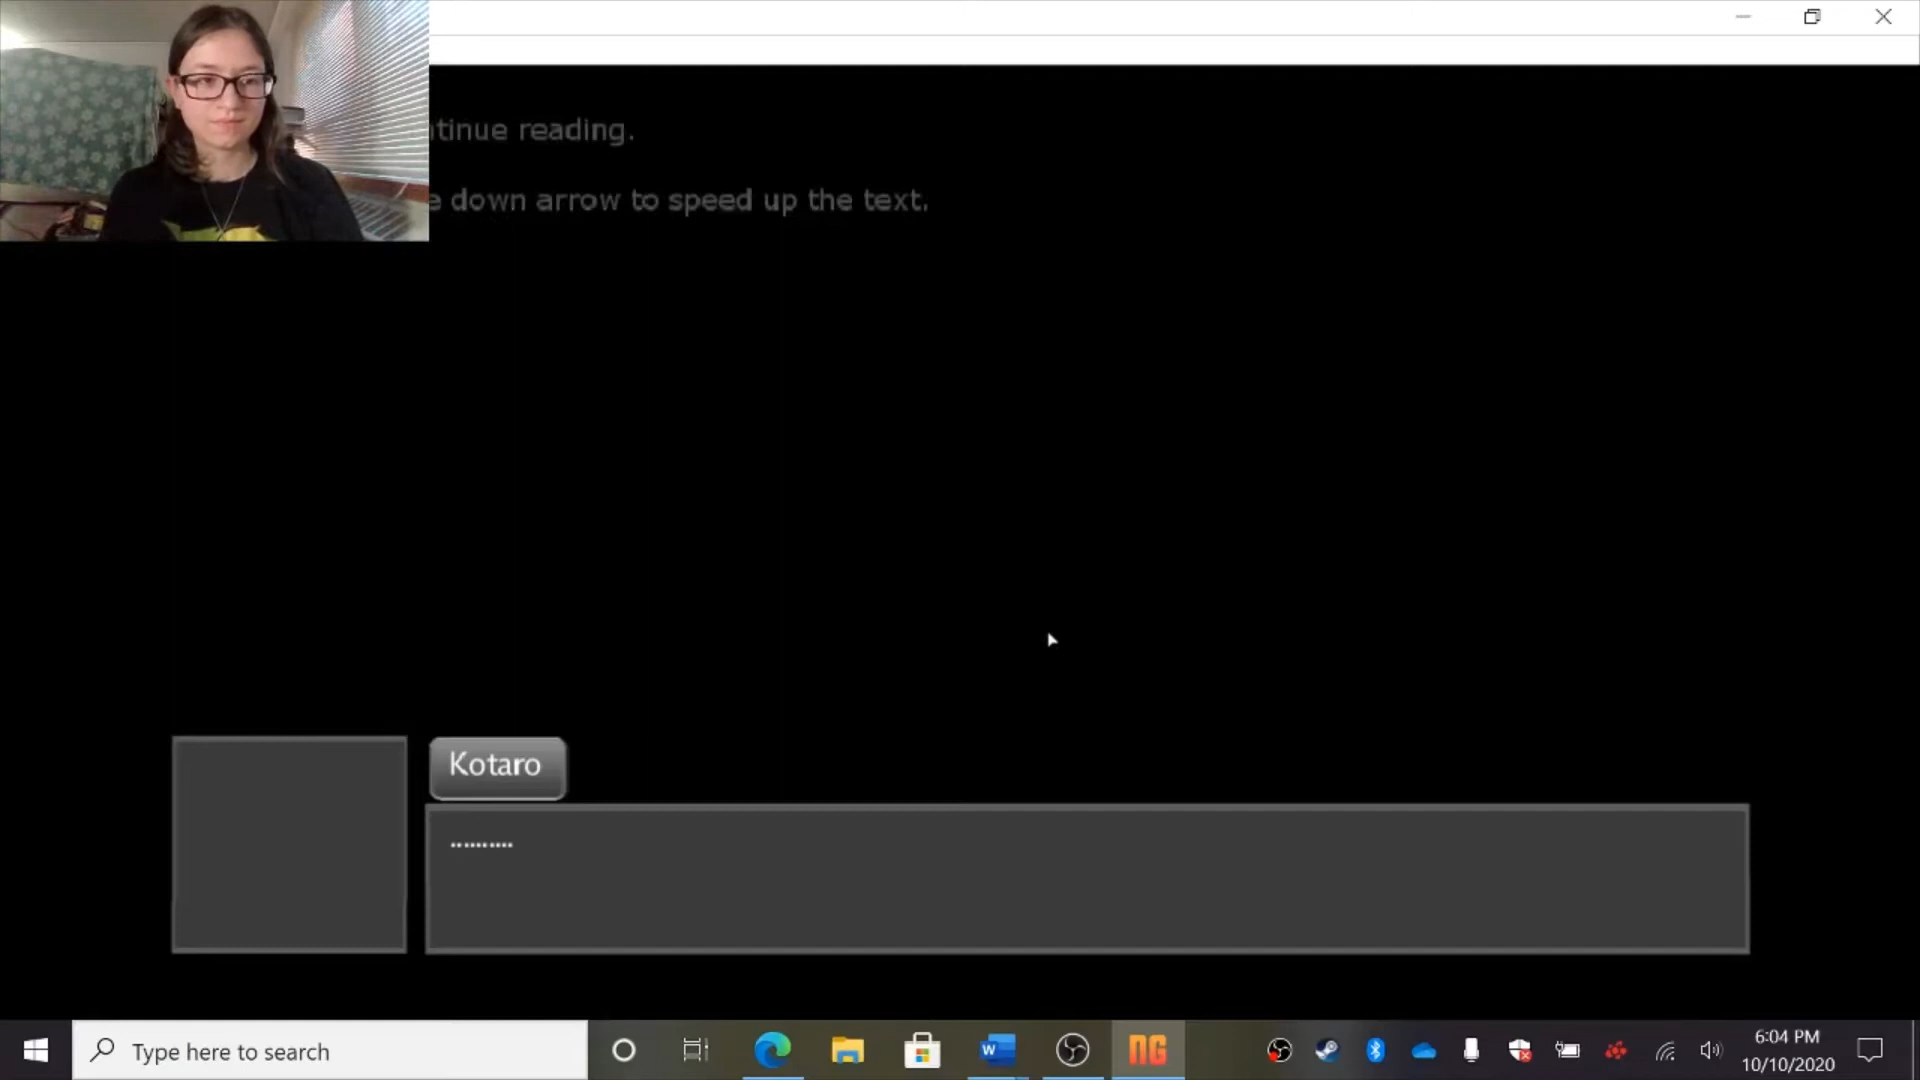 tinue reading.
e down arrow to speed up the text.
Kotaro
..........
NG
Type here to search
6:04 PM
10/10/2020